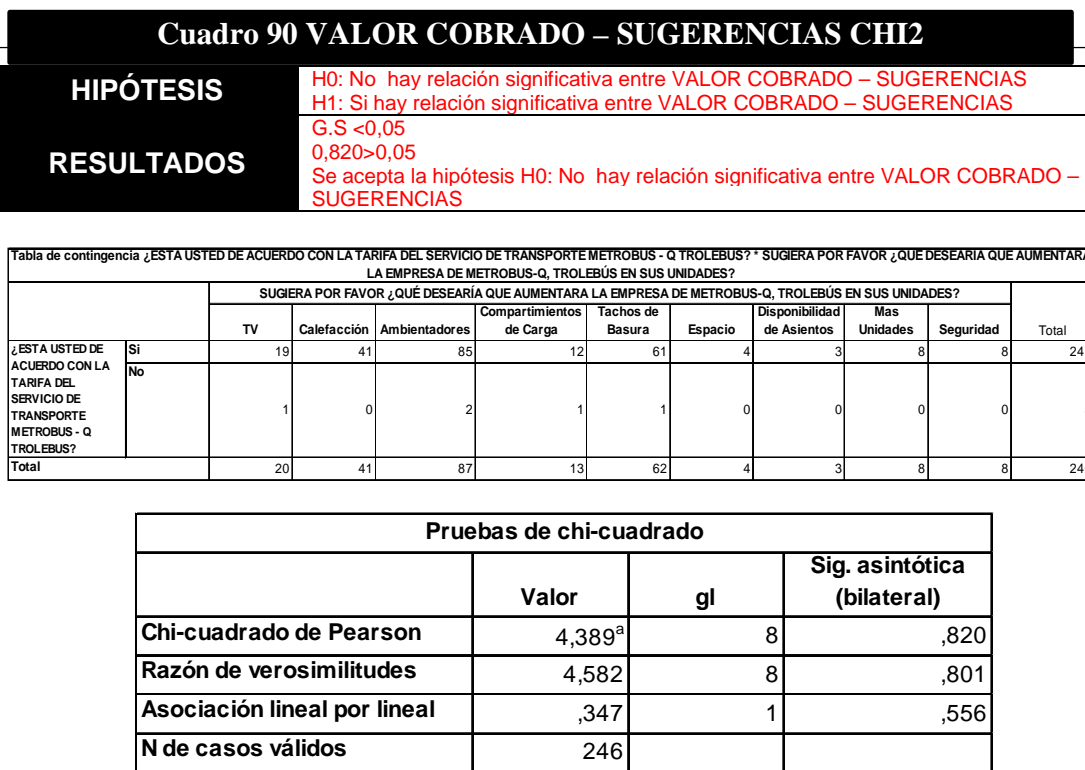 Cuadro 90 VALOR COBRADO – SUGERENCIAS CHI2
HIPÓTESIS
H0: No  hay relación significativa entre VALOR COBRADO – SUGERENCIAS
H1: Si hay relación significativa entre VALOR COBRADO – SUGERENCIAS
RESULTADOS
G.S <0,05
0,820>0,05
Se acepta la hipótesis H0: No  hay relación significativa entre VALOR COBRADO –
SUGERENCIAS
Tabla de contingencia ¿ESTA USTED DE ACUERDO CON LA TARIFA DEL SERVICIO DE TRANSPORTE METROBUS - Q TROLEBUS? * SUGIERA POR FAVOR ¿QUÉ DESEARÍA QUE AUMENTARA
LA EMPRESA DE METROBUS-Q, TROLEBÚS EN SUS UNIDADES?
SUGIERA POR FAVOR ¿QUÉ DESEARÍA QUE AUMENTARA LA EMPRESA DE METROBUS-Q, TROLEBÚS EN SUS UNIDADES?
TV Calefacción Ambientadores Compartimientos de Carga Tachos de Basura Espacio Disponibilidad de Asientos Mas Unidades Seguridad Total
¿ESTA USTED DE ACUERDO CON LA TARIFA DEL SERVICIO DE TRANSPORTE METROBUS - Q TROLEBUS?
Si 19 41 85 12 61 4 3 8 8 24
No 1 0 2 1 1 0 0 0 0
Total 20 41 87 13 62 4 3 8 8 24
Pruebas de chi-cuadrado
Valor gl Sig. asintótica (bilateral)
Chi-cuadrado de Pearson 4,389a 8 ,820
Razón de verosimilitudes 4,582 8 ,801
Asociación lineal por lineal ,347 1 ,556
N de casos válidos 246